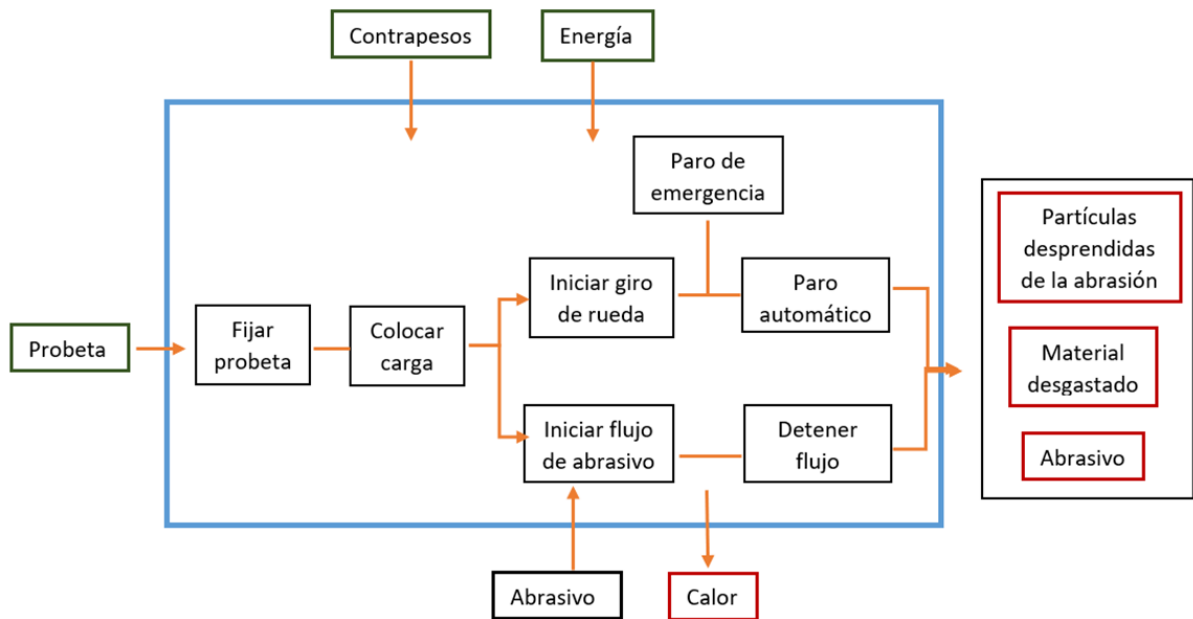 Contrapesos
Energía
Paro de
emergencia
Partículas
desprendidas
de la abrasión
Iniciar giro
de rueda
Paro
automático
Probeta
Fijar
probeta
Colocar
carga
Material
desgastado
Iniciar flujo
de abrasivo
Detener
flujo
Abrasivo
Abrasivo
Calor